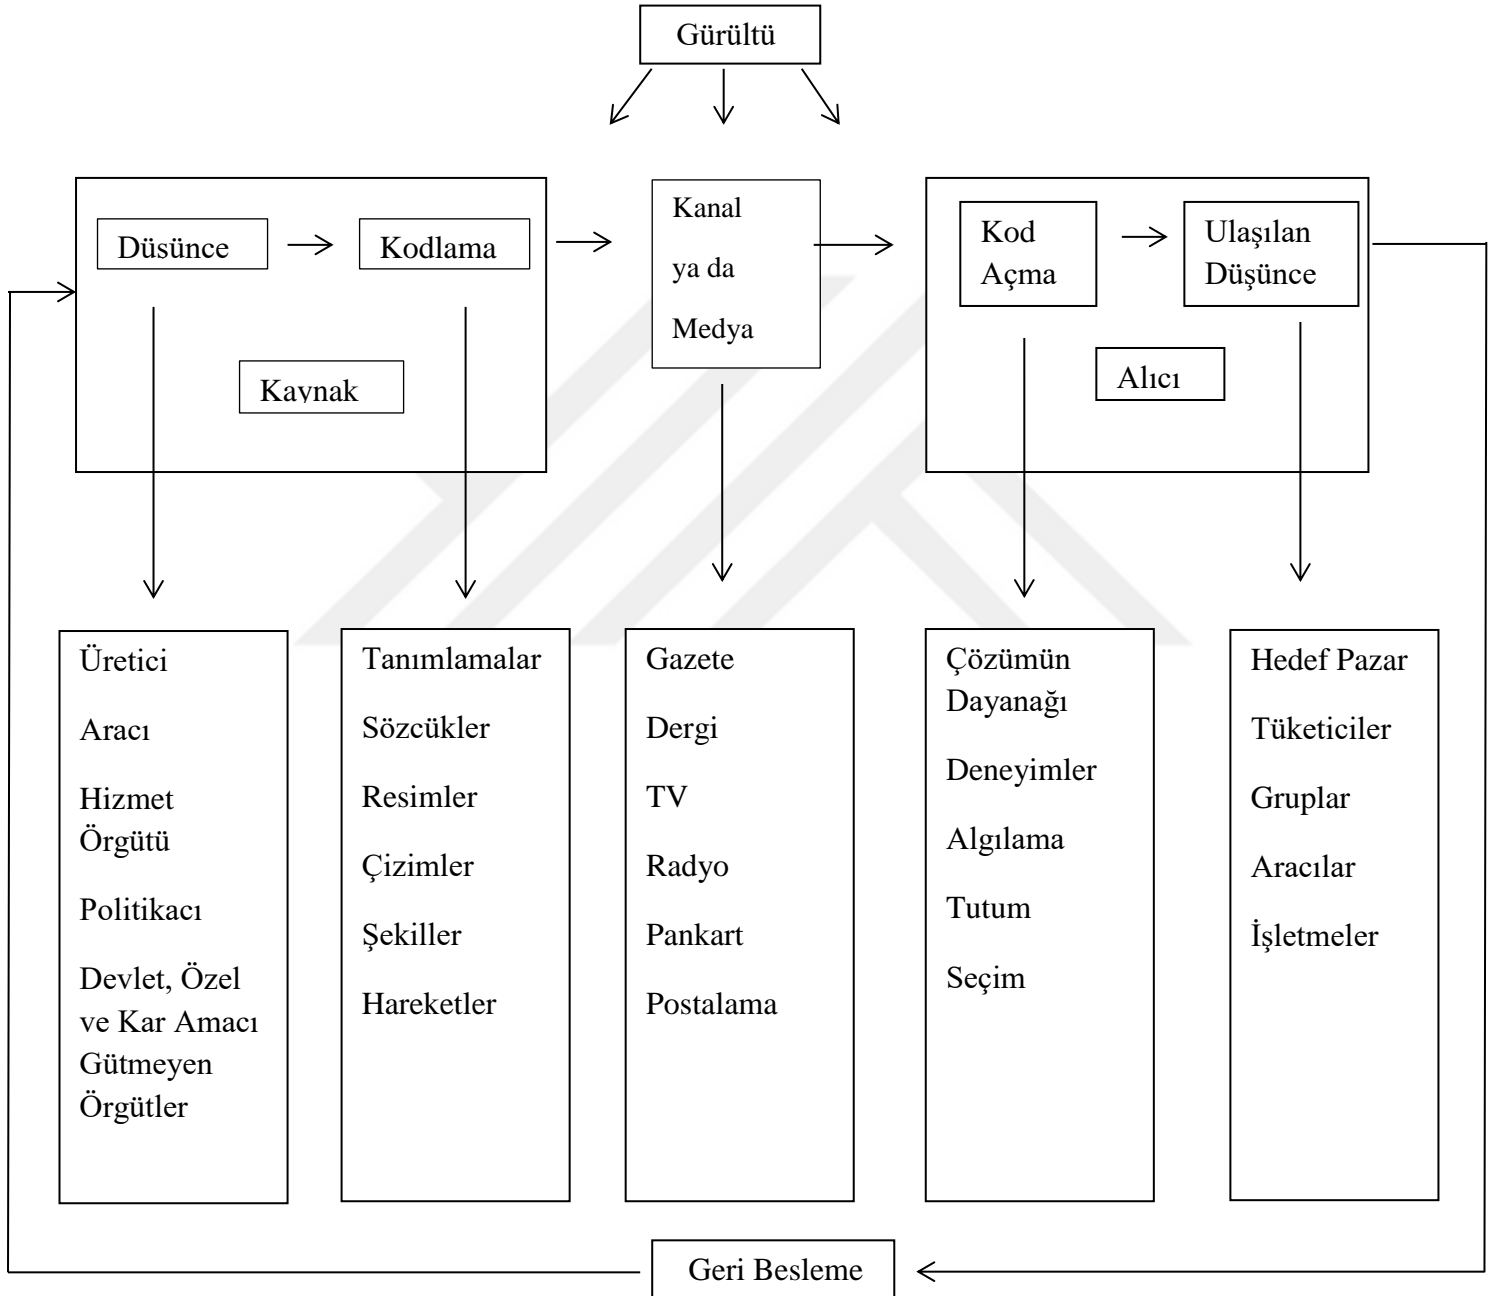 Gürültü
Düsünce
Kodlama
Kaynak
Kanal
ya da
Medya
Kod
Açma
Ulaşılan
Düşünce
Alıcı
Üretici
Aracı
Hizmet
Örgütü
Politikacı
Devlet, Özel
ve Kar Amacı
Gütmeyen
Örgütler
Tanımlamalar
Sözcükler
Resimler
Çizimler
Şekiller
Hareketler
Gazete
Dergi
TV
Radyo
Pankart
Postalama
Çözümün
Dayanağı
Deneyimler
Algılama
Tutum
Seçim
Hedef Pazar
Tüketiciler
Gruplar
Aracılar
İşletmeler
Geri Besleme